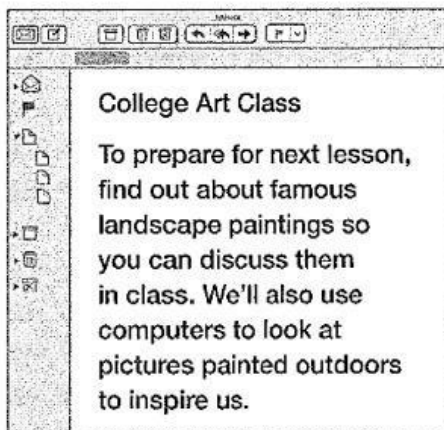 College Art Class
To prepare for next lesson,
find out about famous
landscape paintings so
you can discuss them
in class. We'll also use
computers to look at
pictures painted outdoors
to inspire us.